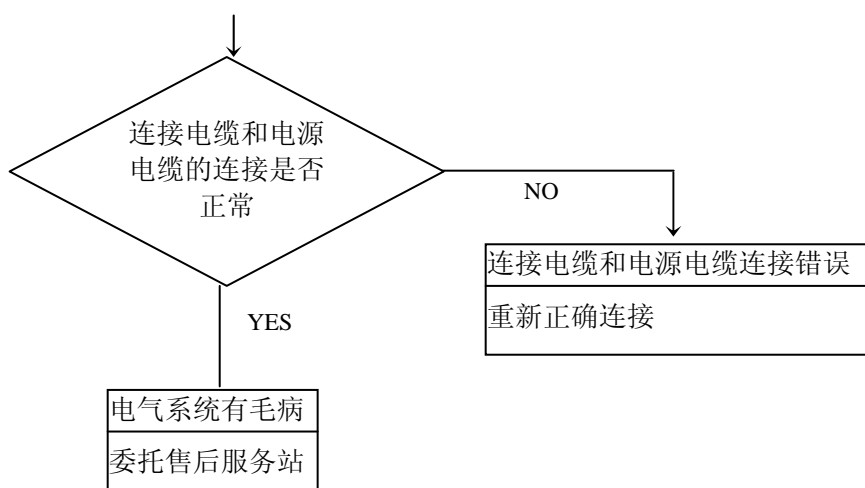 连接电缆和电源
电缆的连接是否
正常
NO
连接电缆和电源电缆连接错误
重新正确连接
YES
电气系统有毛病
委托售后服务站